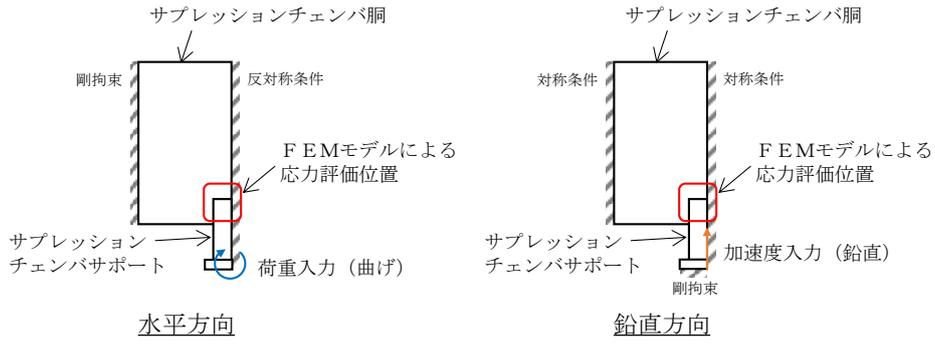 サプレッションチェンバ胴
剛拘束
反対称条件
ＦＥＭモデルによる
応力評価位置
サプレッション
チェンバサポート
荷重入力（曲げ）
水平方向
サプレッションチェンバ胴
対称条件
対称条件
ＦＥＭモデルによる
応力評価位置
サプレッション
チェンバサポート
加速度入力（鉛直）
剛拘束
鉛直方向